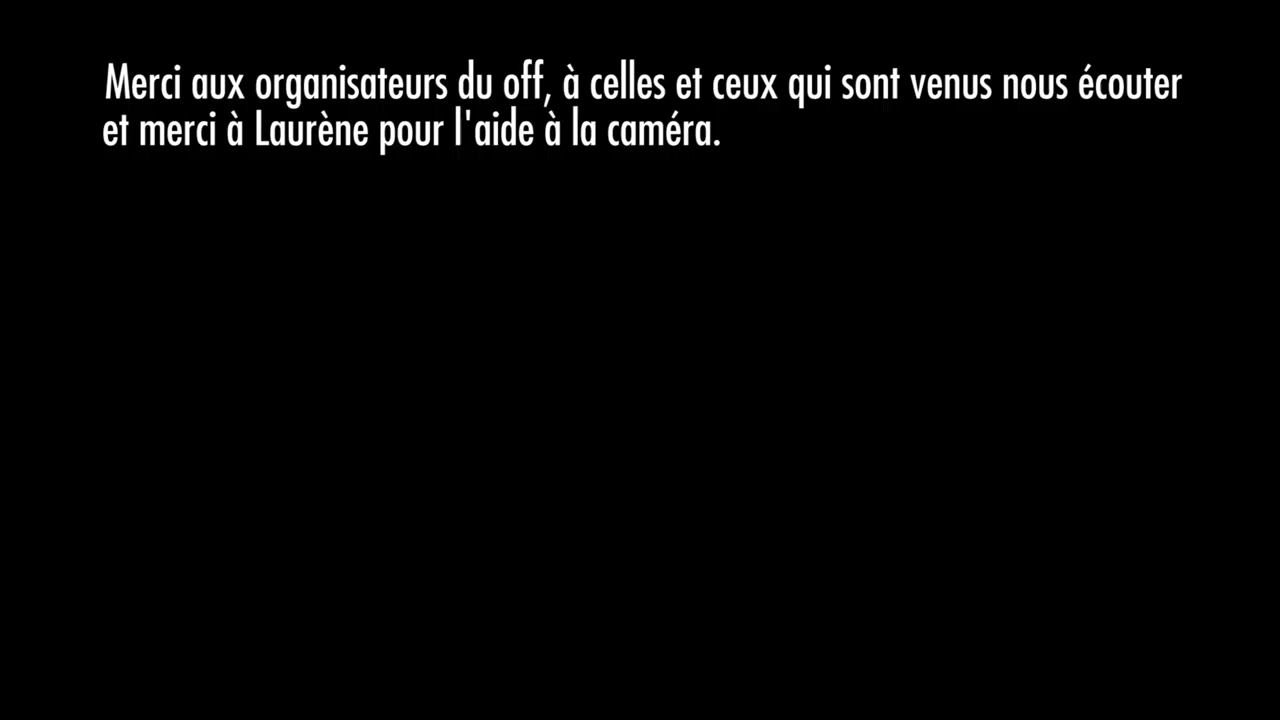 Merci aux organisateurs du off, à celles et ceux qui sont venus nous écouter
et merci à Laurène pour l'aide à la caméra.